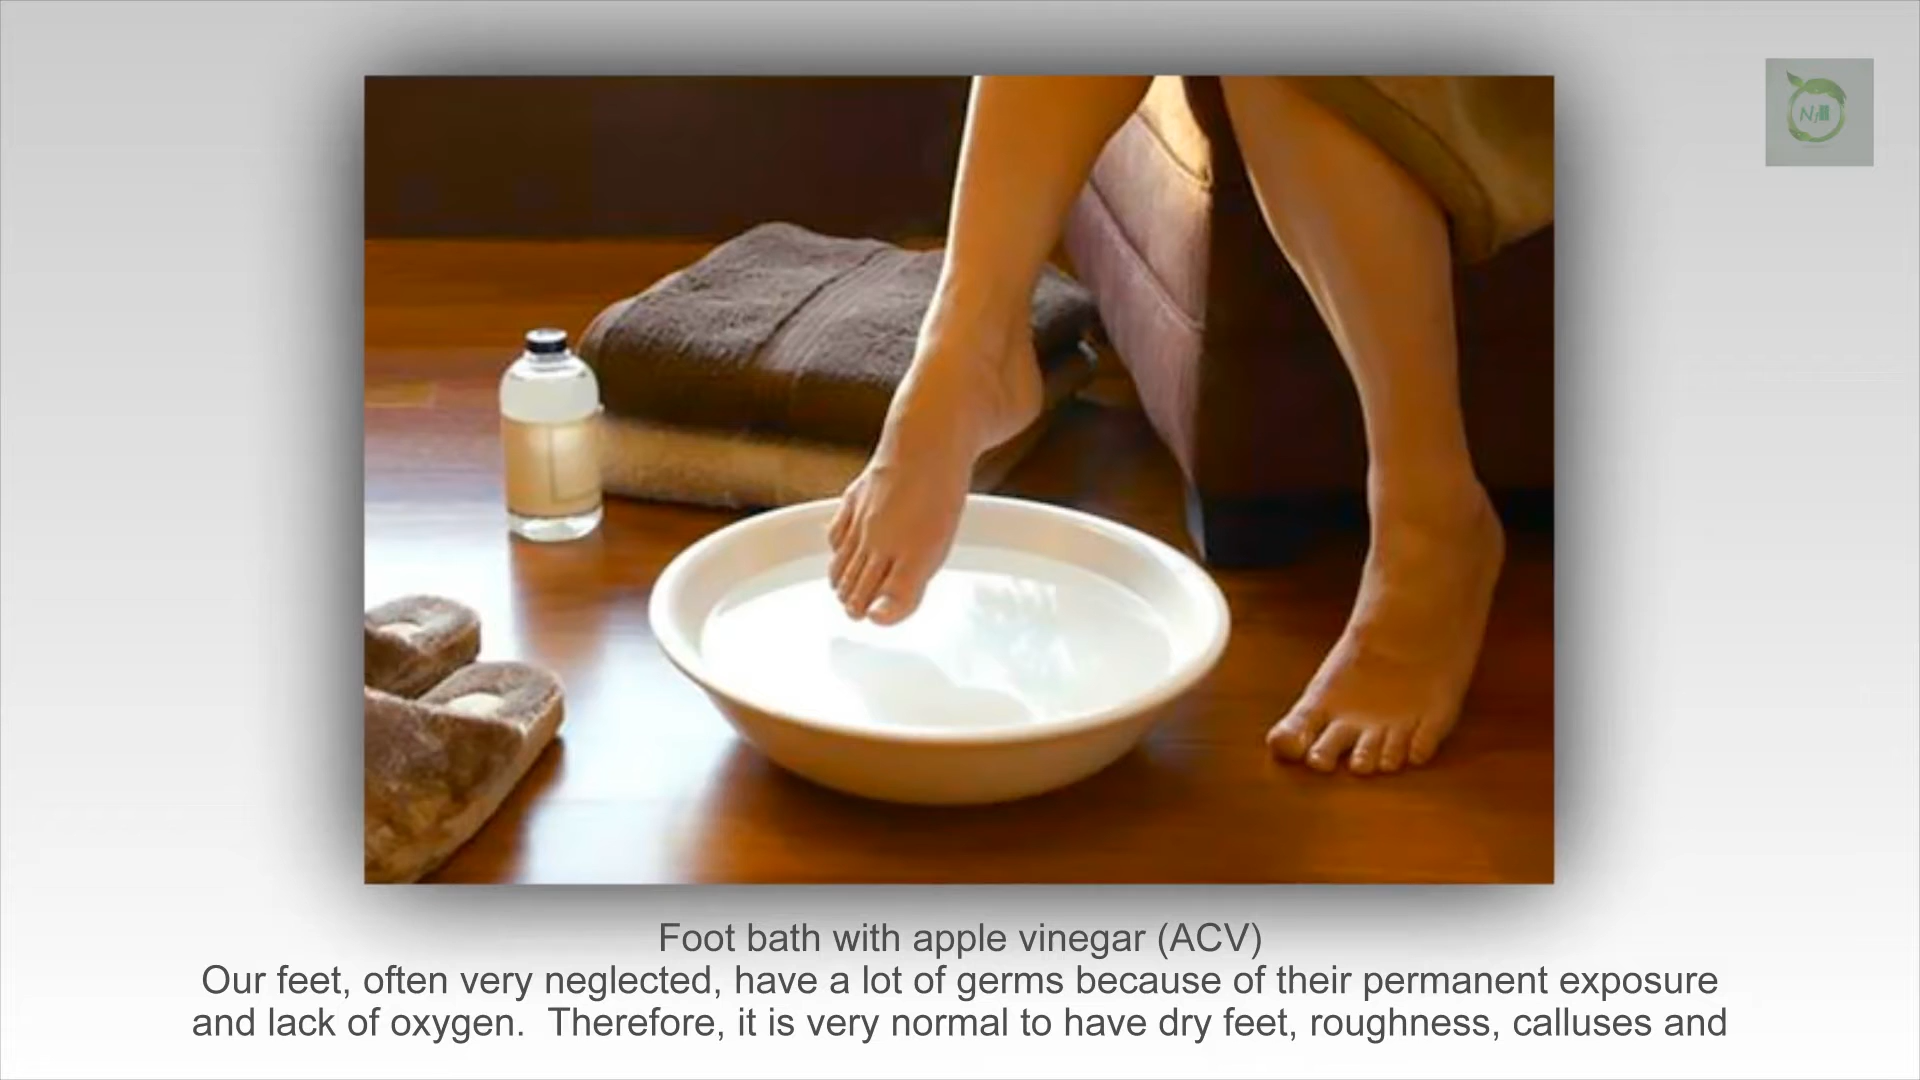 Foot bath with apple vinegar (ACV)
Our feet, often very neglected, have a lot of germs because of their permanent exposure
and lack of oxygen.  Therefore, it is very normal to have dry feet, roughness, calluses and